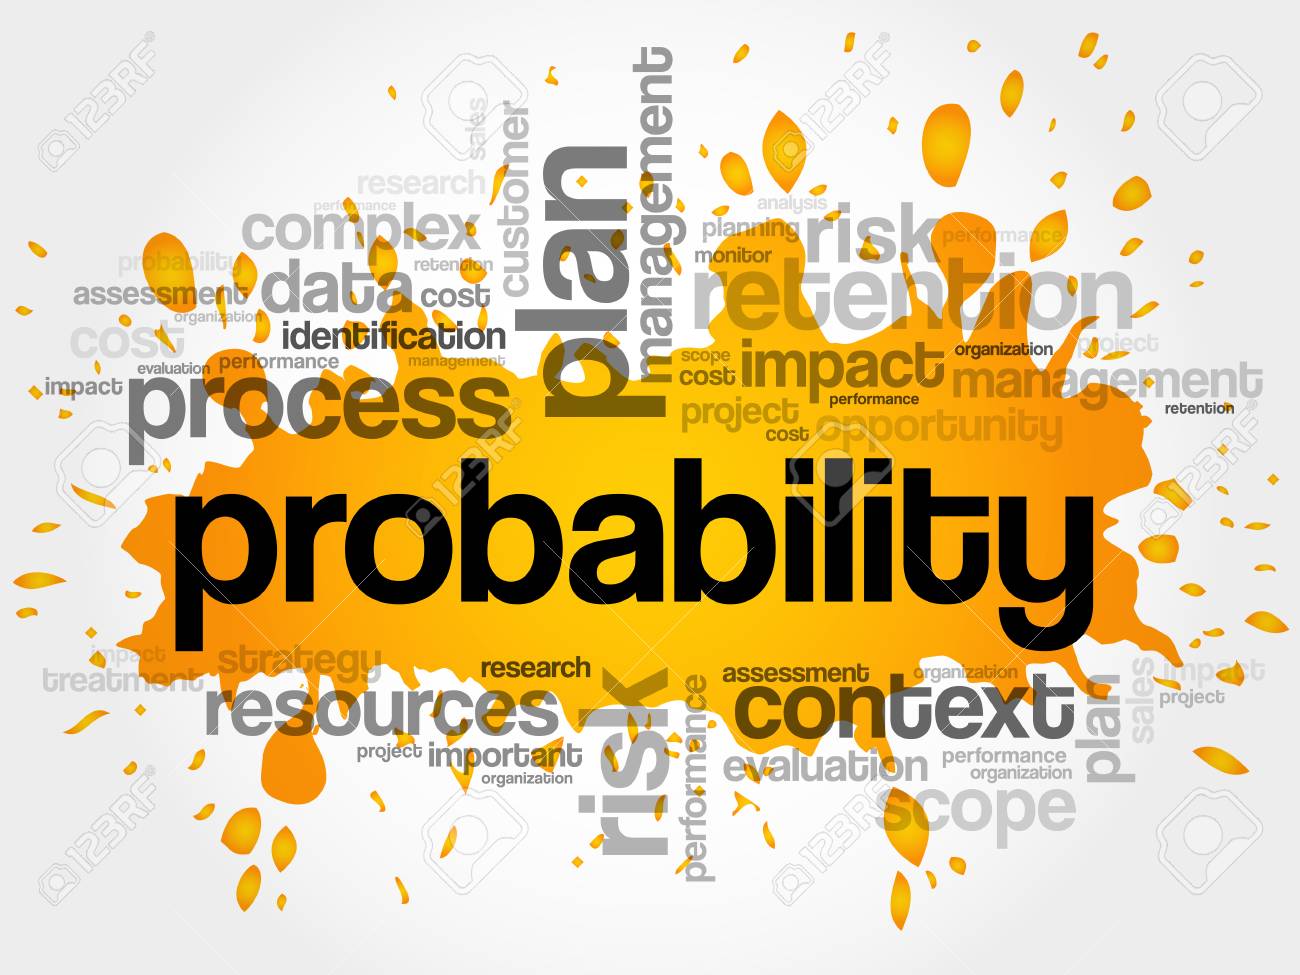 sales
customer
plan
management
research
performance
complex
analysis
planning
risk
performance
probability
data
retention
monitor
assessment
cost
retention
organization
cost
identification
project
evaluation
performance
management
scope
impact
organization
impact
process
cost
management
performance
retention
project
cost
opportunity
probability
impact
strategy
research
assessment
organization
impact
treatment
resources
risk
context
plan
sales
project
project
important
performance
evaluation
performance
organization
organization
scope
123RF